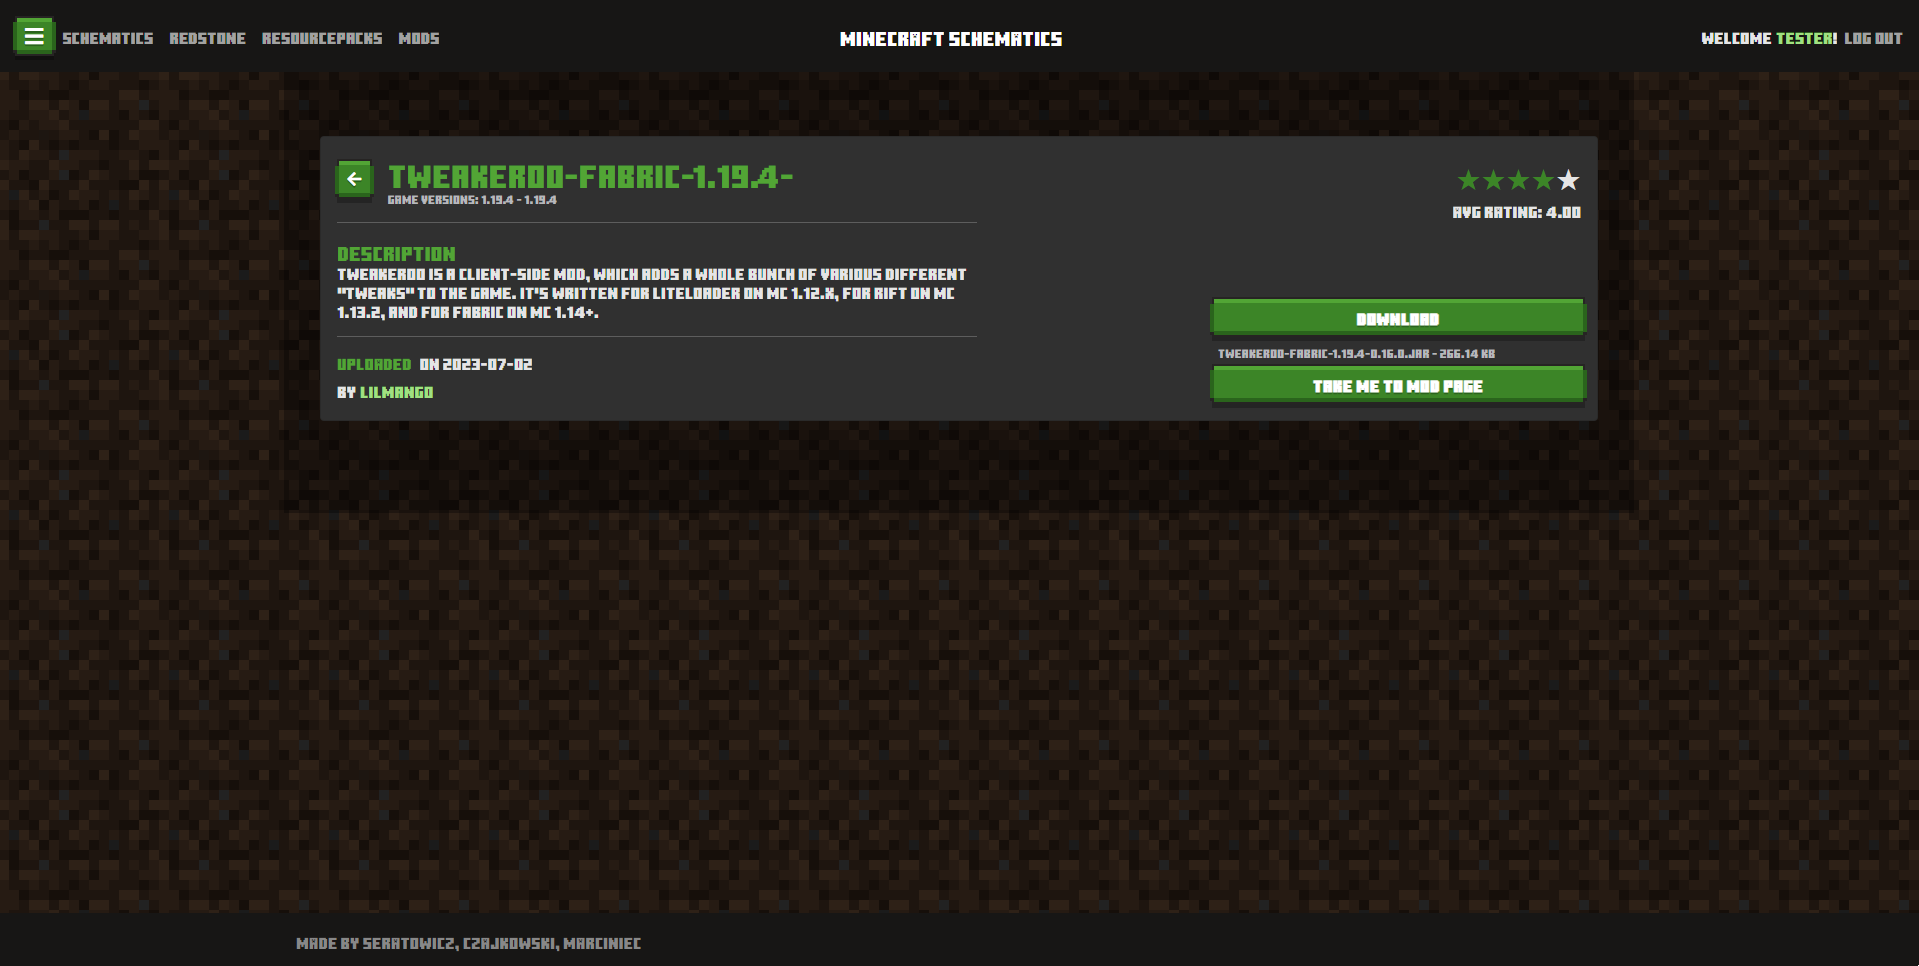 SCHEMATICS REDSTONE RESOURCEPACKS MODS
MINECRAFT SCHEMATICS
WELCOME TESTER! LOG OUT
TWEAKEROO-FABRIC-1.19.4-
GAME VERSIONS: 1.19.4 - 1.19.4
AVG RATING: 4.00
DESCRIPTION
TWEAKEROO IS A CLIENT-SIDE MOD, WHICH ADDS A WHOLE BUNCH OF VARIOUS DIFFERENT
"TWEAKS" TO THE GAME. IT'S WRITTEN FOR LITELOADER ON MC 1.12.X, FOR RIFT ON MC
1.13.2, AND FOR FABRIC ON MC 1.14+.
UPLOADED ON 2023-07-02
BY LILMANGO
DOWNLOAD
TWEAKEROO-FABRIC-1.19.4-0.16.0.JAR - 266.14 KB
TAKE ME TO MOD PAGE
MADE BY SERATOWICZ, CZAJKOWSKI, MARCINIEC